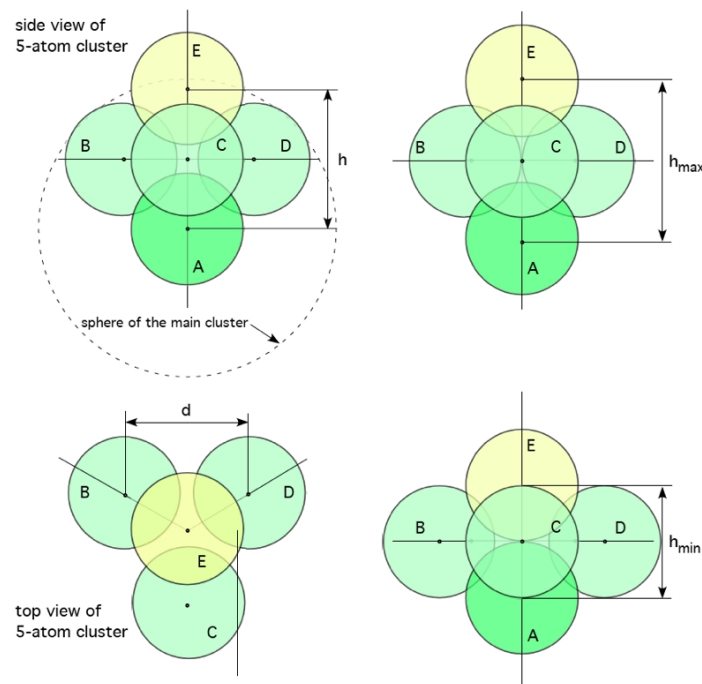 side view of
5-atom cluster
E
B
C
D
h
A
sphere of the main cluster
E
B
C
D
hmax
A
d
B
D
E
C
top view of
5-atom cluster
E
B
C
D
hmin
A